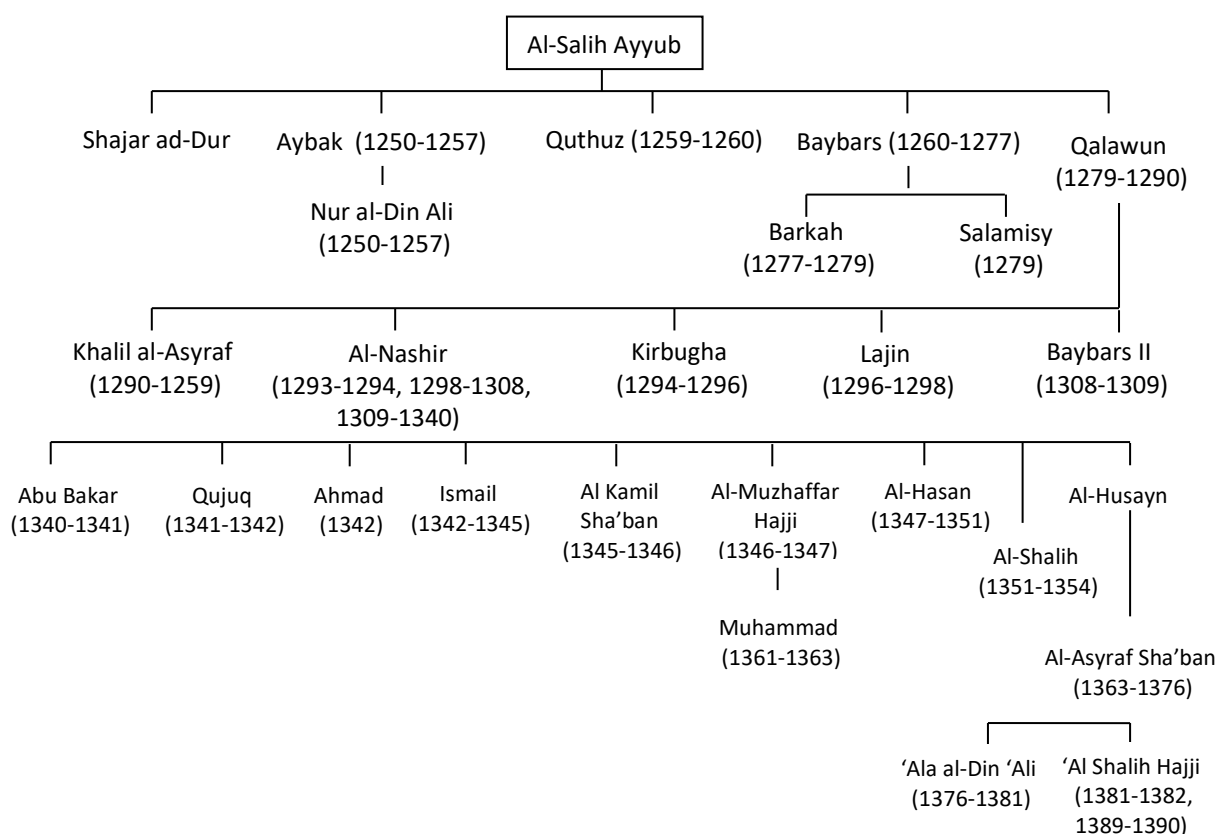 Al-Salih Ayyub
Shajar ad-Dur
Aybak (1250-1257)
Quthuz (1259-1260)
Baybars (1260-1277)
Qalawun
(1279-1290)
Nur al-Din Ali
(1250-1257)
Barkah
(1277-1279)
Salamisy
(1279)
Khalil al-Asyraf
(1290-1259)
Al-Nashir
(1293-1294, 1298-1308,
1309-1340)
Kirbugha
(1294-1296)
Lajin
(1296-1298)
Baybars II
(1308-1309)
Abu Bakar
(1340-1341)
Qujuq
(1341-1342)
Ahmad
(1342)
Ismail
(1342-1345)
Al Kamil
Sha’ban
(1345-1346)
Al-Muzhaffar
Hajji
(1346-1347)
Al-Hasan
(1347-1351)
Al-Shalih
(1351-1354)
Al-Husayn
Muhammad
(1361-1363)
Al-Asyraf Sha’ban
(1363-1376)
‘Ala al-Din ‘Ali
(1376-1381)
‘Al Shalih Hajji
(1381-1382,
1389-1390)